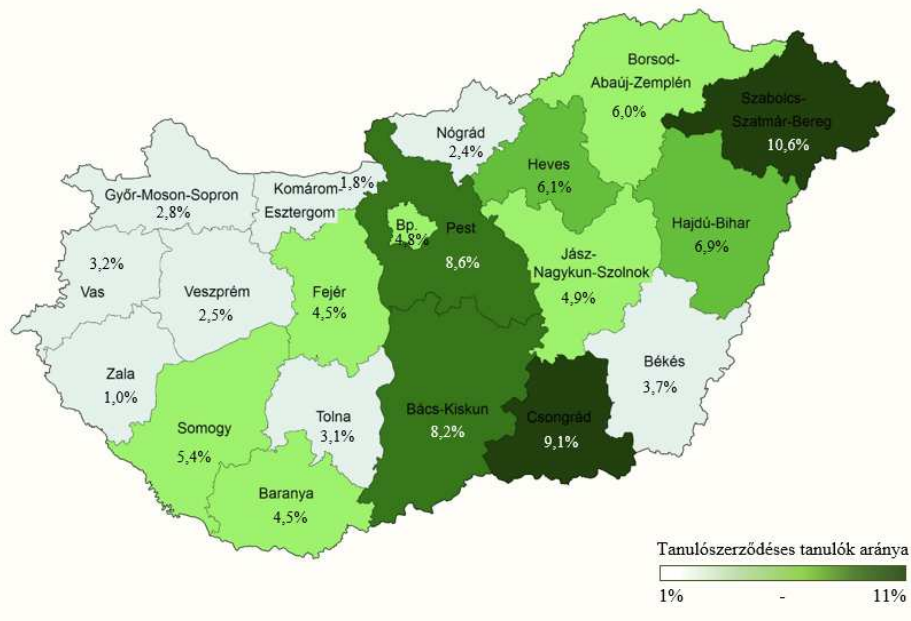 Borsod-
Abaúj-Zemplén
6,0%
Szabolcs-
Szatmár-Bereg
10,6%
Nógrád
2,4%
Heves
6,1%
Győr-Moson-Sopron
2,8%
Komárom-
Esztergom
1,8%
Bp.
4,8%
Pest
8,6%
Hajdú-Bihar
6,9%
Jász-
Nagykun-Szolnok
4,9%
3,2%
Vas
Veszprém
2,5%
Fejér
4,5%
Békés
3,7%
Zala
1,0%
Somogy
5,4%
Tolna
3,1%
Bács-Kiskun
8,2%
Csongrád
9,1%
Baranya
4,5%
Tanulószerződéses tanulók aránya
1% - 11%